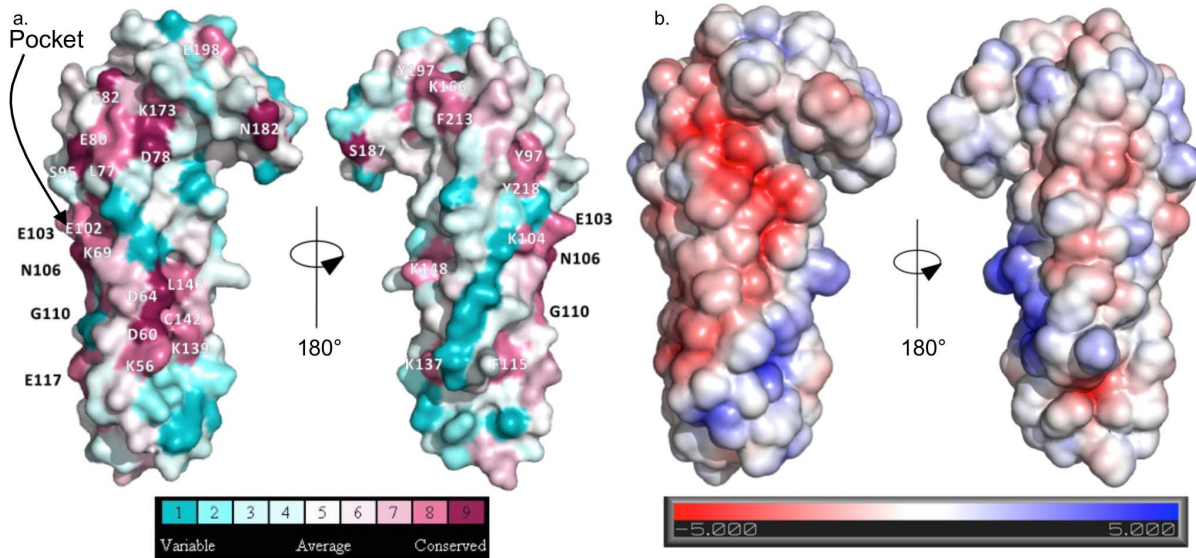 a.
Pocket
E198
S82
K173
E80
D78
N182
S95
L77
E102
E103
K69
N106
L146
D64
G110
C142
D60
K139
K56
E117
Y197
K166
F213
S187
Y97
Y218
E103
K104
N106
K148
G110
K137
F115
180°
1 2 3 4 5 6 7 8 9
Variable Average Conserved
b.
180°
-5.000 5.000